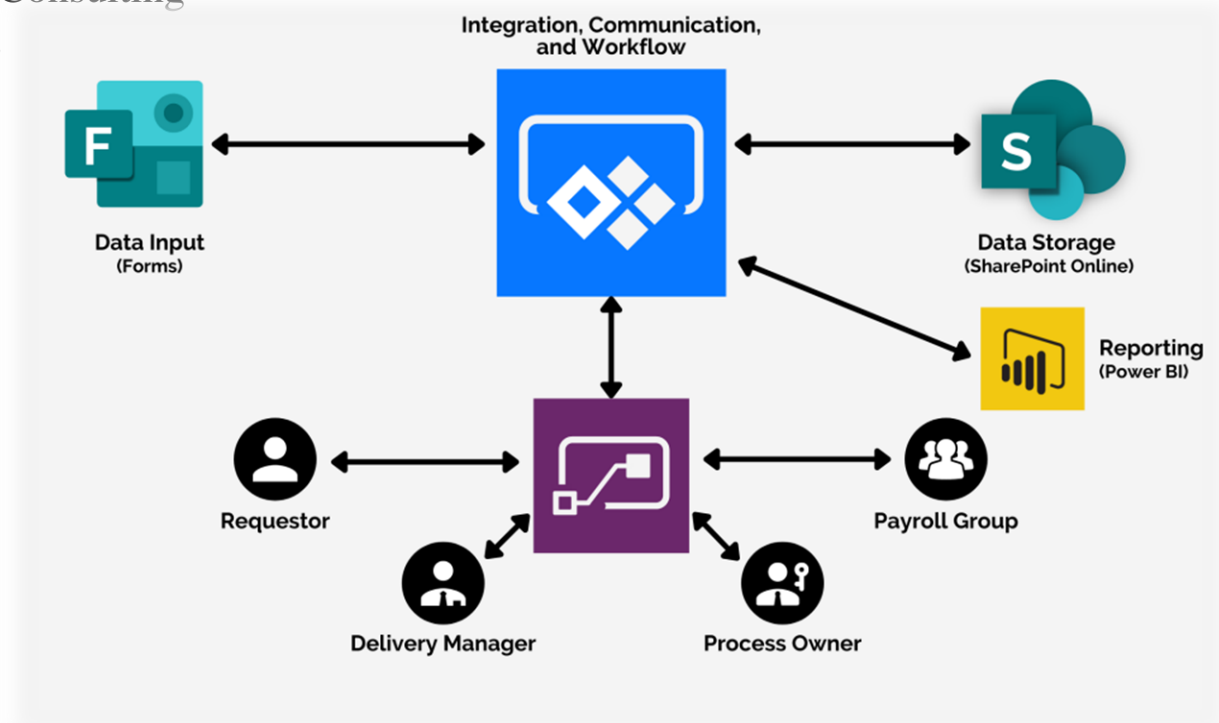 Consulting
Integration, Communication,
and Workflow
F
S
Data Input
(Forms)
Data Storage
(SharePoint Online)
Reporting
(Power BI)
Requestor
Payroll Group
Delivery Manager
Process Owner